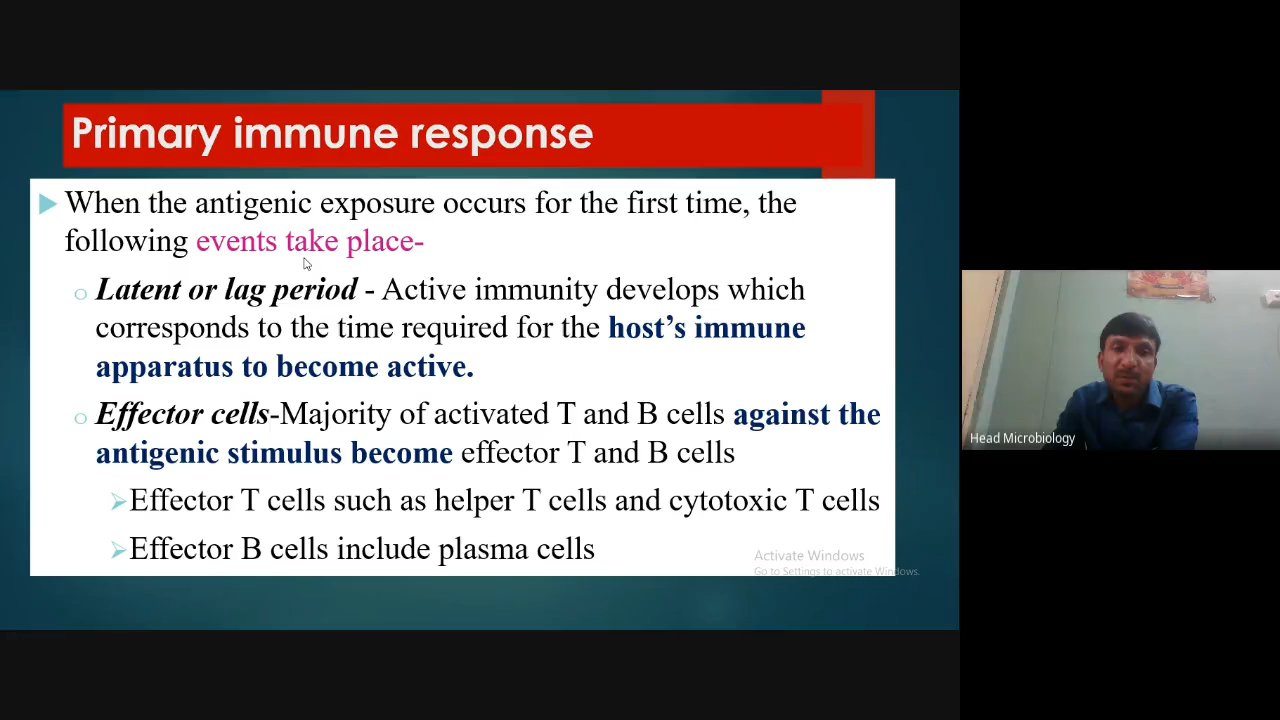 Primary immune response
When the antigenic exposure occurs for the first time, the
following events take place-
Latent or lag period - Active immunity develops which
corresponds to the time required for the host’s immune
apparatus to become active.
Effector cells-Majority of activated T and B cells against the
antigenic stimulus become effector T and B cells
Effector T cells such as helper T cells and cytotoxic T cells
Effector B cells include plasma cells
Activate Windows
Go to Settings to activate Windows.
Head Microbiology